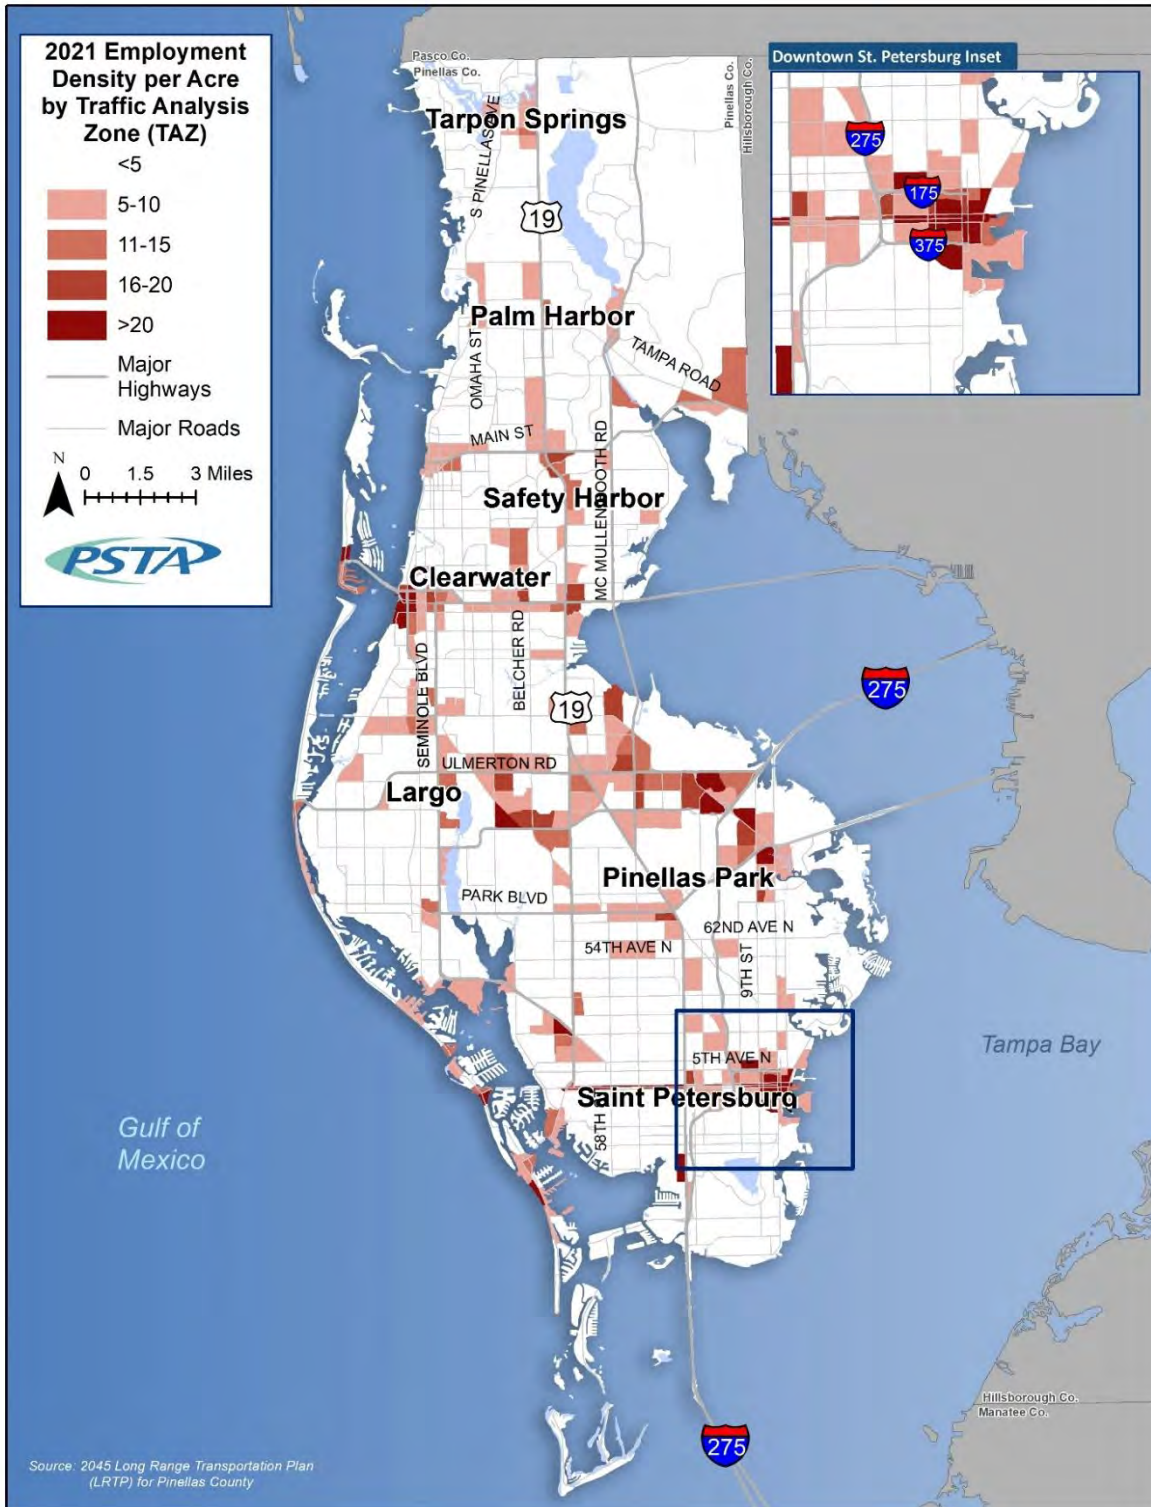 2021 Employment
Density per Acre
by Traffic Analysis
Zone (TAZ)
<5
5-10
11-15
16-20
>20
Major
Highways
Major Roads
N
0 1.5 3 Miles
PSTA
Pasco Co.
Pinellas Co.
Pinellas Co.
Hillsborough Co.
Downtown St. Petersburg Inset
275
175
375
Tarpon Springs
S PINELLAS AVE
19
Palm Harbor
OMAHA ST
TAMPA ROAD
MAIN ST
MC MULLEN BOOTH RD
Safety Harbor
Clearwater
BELCHER RD
SEMINOLE BLVD
19
275
ULMERTON RD
Largo
Pinellas Park
PARK BLVD
62ND AVE N
54TH AVE N
9TH ST
5TH AVE N
Saint Petersburg
58TH
Tampa Bay
Gulf of
Mexico
Hillsborough Co.
Manatee Co.
275
Source: 2045 Long Range Transportation Plan
(LRTP) for Pinellas County